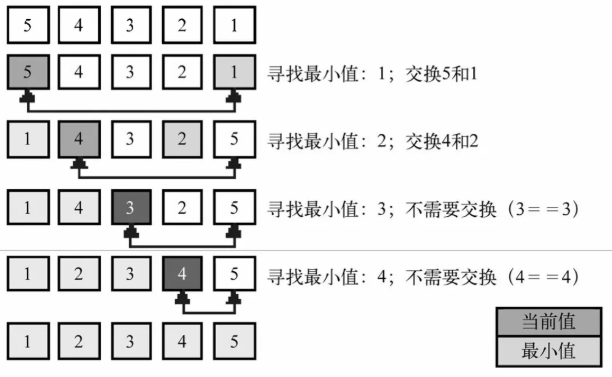 5 4 3 2 1
5 4 3 2 1 寻找最小值：1；交换5和1
1 4 3 2 5 寻找最小值：2；交换4和2
1 4 3 2 5 寻找最小值：3；不需要交换（3==3）
1 2 3 4 5 寻找最小值：4；不需要交换（4==4）
当前值
1 2 3 4 5
最小值